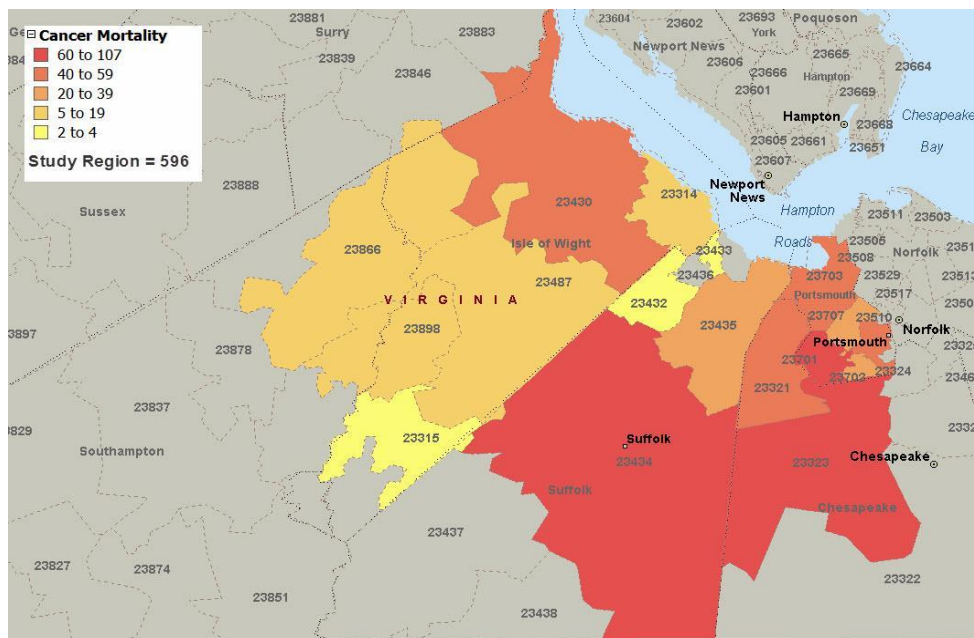 Cancer Mortality
60 to 107
40 to 59
20 to 39
5 to 19
2 to 4
Study Region = 596
23881
Surry
23839
23883
23846
23604
23602
23693
York
Poquoson
Newport News
23606
23665
23666
Hampton
23664
23601
23669
Hampton
23668
Chesapeake
Bay
23605
23661
23651
23607
Newport
News
23888
Sussex
23430
23314
Hampton
Roads
23511
23503
23866
Isle of Wight
23433
23505
Norfolk
23436
23508
23703
23529
23487
VIRGINIA
Portsmouth
23517
23432
23707
23510
Norfolk
23435
23898
Portsmouth
23897
23878
23701
23702
23324
23321
23837
23315
Suffolk
23434
23323
Chesapeake
Southampton
Suffolk
Chesapeake
23437
23827
23874
23851
23438
23322